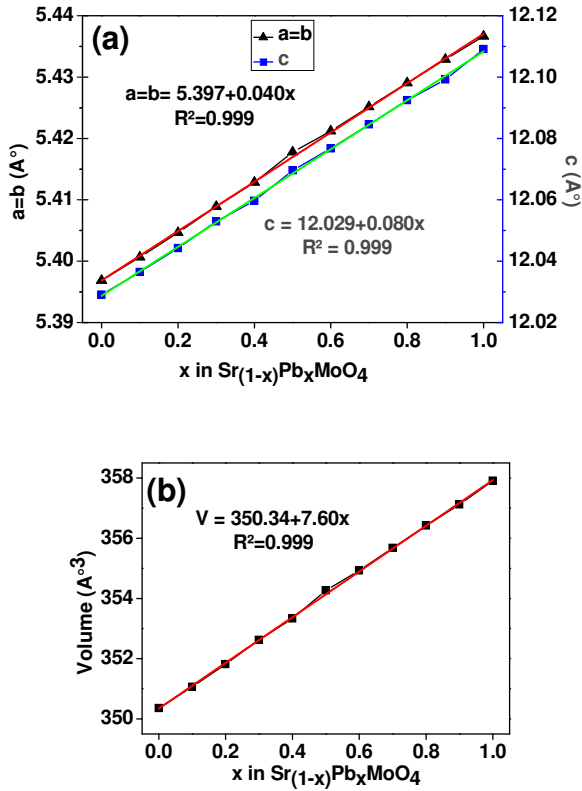 (a)
a=b
c
a=b= 5.397+0.040x
R²=0.999
c = 12.029+0.080x
R² = 0.999
5.44
5.43
5.42
5.41
5.40
5.39
a=b (A°)
12.12
12.10
12.08
12.06
12.04
12.02
c (A°)
0.0 0.2 0.4 0.6 0.8 1.0
x in Sr(1-x)PbxMoO4
(b)
V = 350.34+7.60x
R²=0.999
358
356
354
352
350
Volume (A°3)
0.0 0.2 0.4 0.6 0.8 1.0
x in Sr(1-x)PbxMoO4